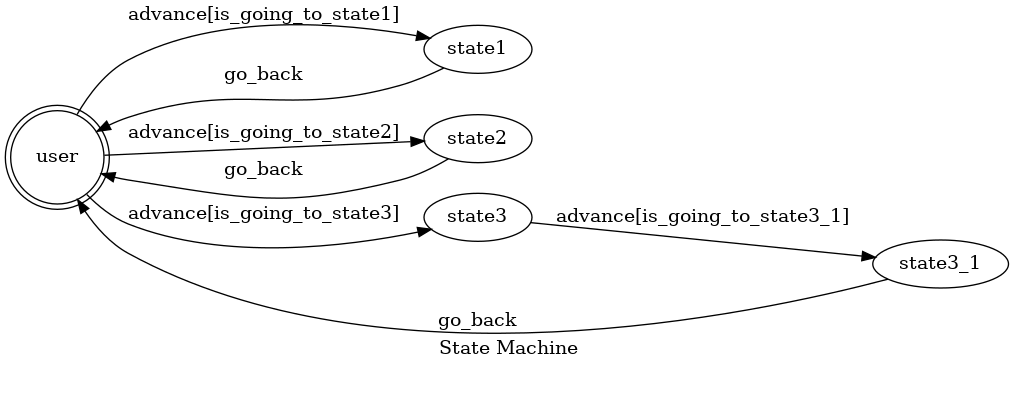 advance[is_going_to_state1]
state1
go_back
advance[is_going_to_state2]
state2
user
go_back
advance[is_going_to_state3]
state3
advance[is_going_to_state3_1]
state3_1
go_back
State Machine